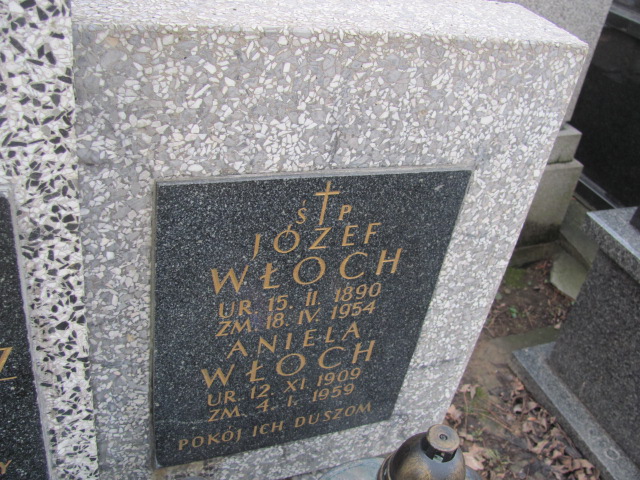 Ś P
JÓZEF
WŁOCH
UR. 15. II. 1890
ZM. 18. IV. 1954
ANIELA
WŁOCH
UR. 12. XI. 1909
ZM. 4. I. 1959
POKÓJ ICH DUSZOM